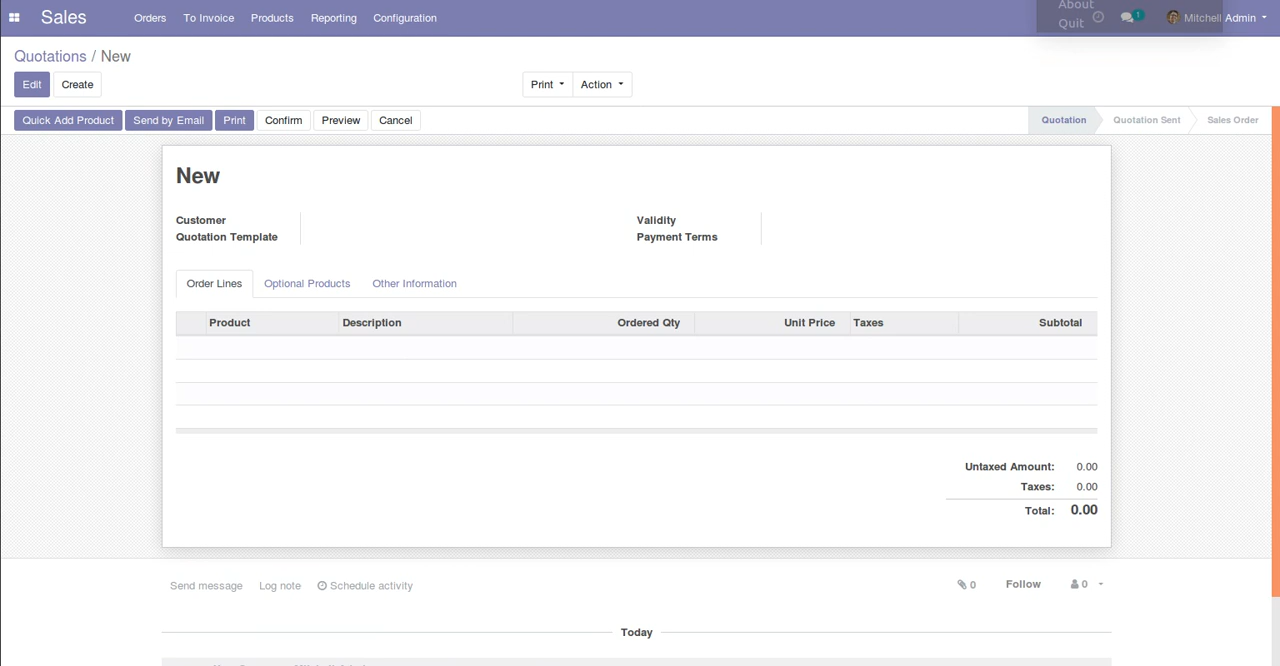 Sales Orders To Invoice Products Reporting Configuration About Quit 1 Mitchell Admin
Quotations / New
Edit Create Print Action
Quick Add Product Send by Email Print Confirm Preview Cancel Quotation Quotation Sent Sales Order
New
Customer Validity
Quotation Template Payment Terms
Order Lines Optional Products Other Information
Product Description Ordered Qty Unit Price Taxes Subtotal
Untaxed Amount: 0.00
Taxes: 0.00
Total: 0.00
Send message Log note Schedule activity 0 Follow 0
Today